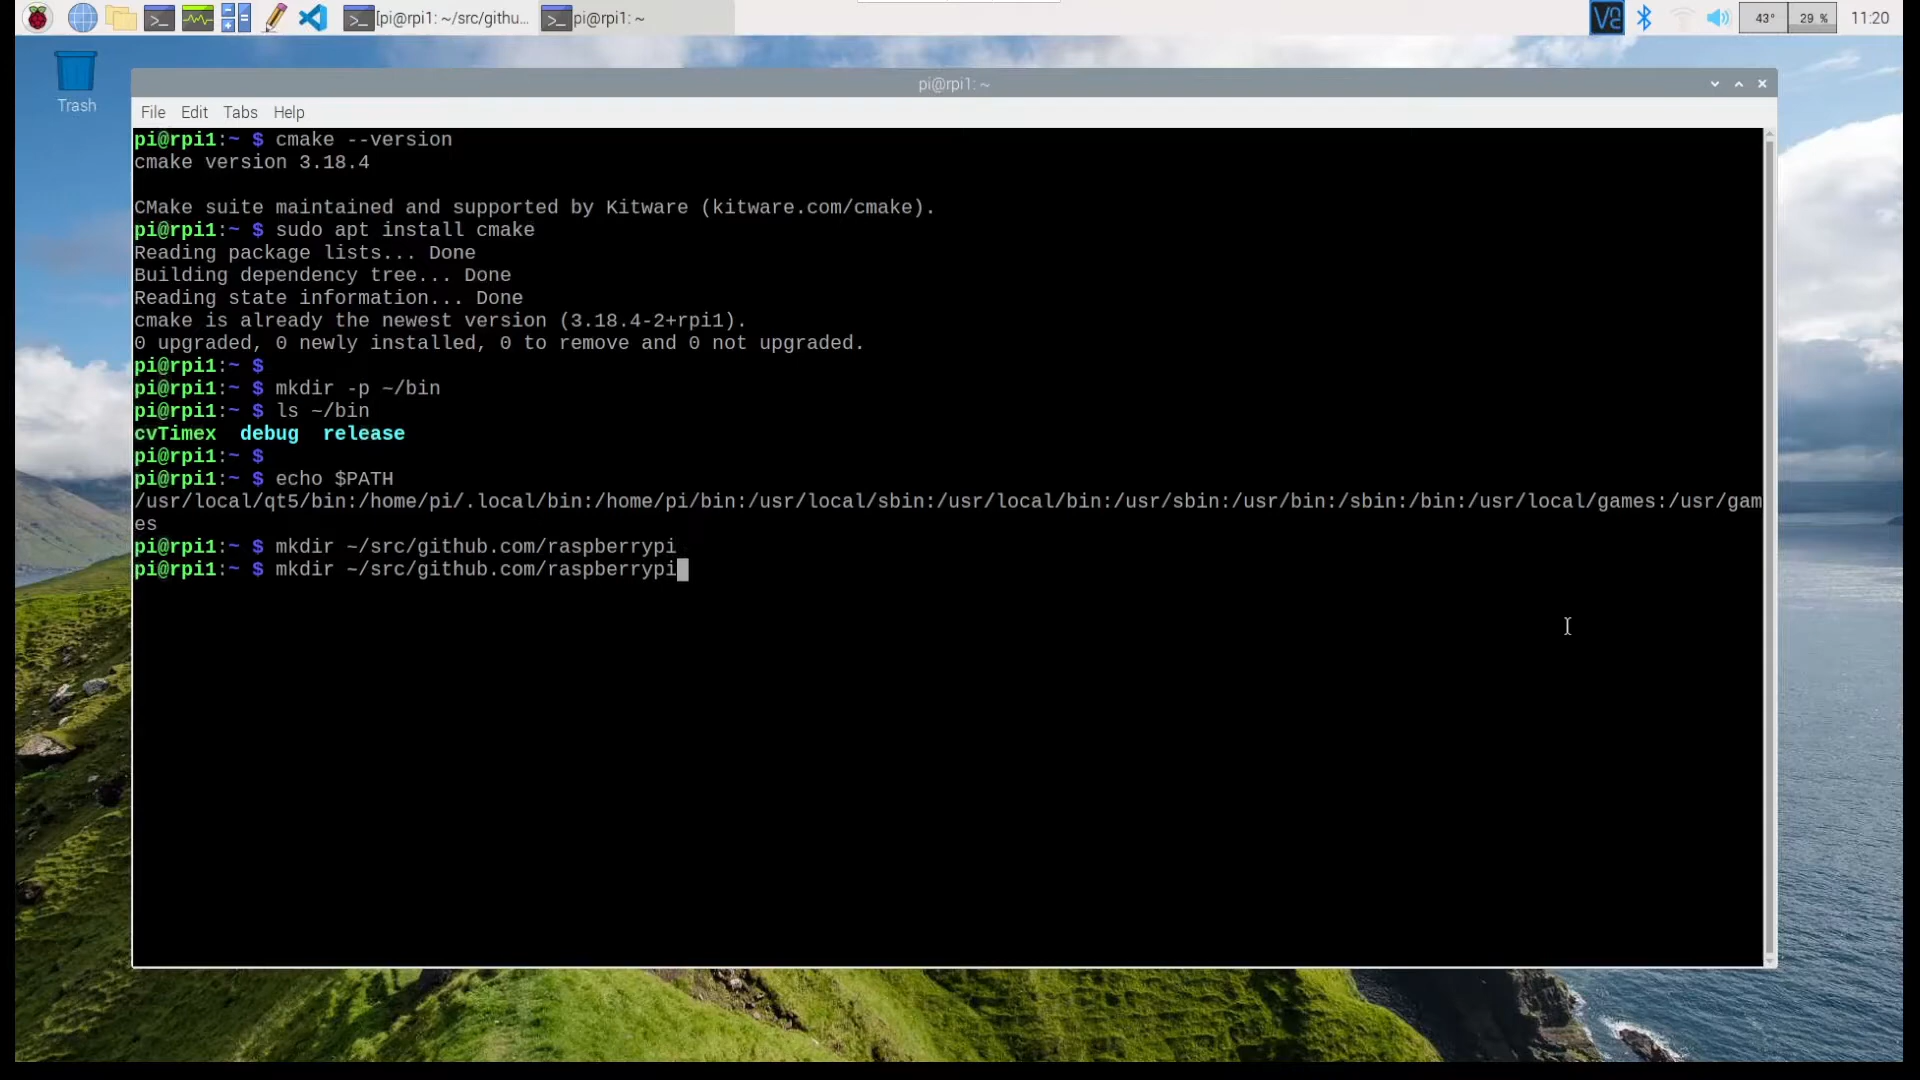 [pi@rpi1: ~/src/githu...
pi@rpi1: ~
43°
29 %
11:20
Trash
pi@rpi1: ~
File Edit Tabs Help
pi@rpi1:~ $ cmake --version
cmake version 3.18.4
CMake suite maintained and supported by Kitware (kitware.com/cmake).
pi@rpi1:~ $ sudo apt install cmake
Reading package lists... Done
Building dependency tree... Done
Reading state information... Done
cmake is already the newest version (3.18.4-2+rpi1).
0 upgraded, 0 newly installed, 0 to remove and 0 not upgraded.
pi@rpi1:~ $
pi@rpi1:~ $ mkdir -p ~/bin
pi@rpi1:~ $ ls ~/bin
cvTimex  debug  release
pi@rpi1:~ $
pi@rpi1:~ $ echo $PATH
/usr/local/qt5/bin:/home/pi/.local/bin:/home/pi/bin:/usr/local/sbin:/usr/local/bin:/usr/sbin:/usr/bin:/sbin:/bin:/usr/local/games:/usr/gam
es
pi@rpi1:~ $ mkdir ~/src/github.com/raspberrypi
pi@rpi1:~ $ mkdir ~/src/github.com/raspberrypi